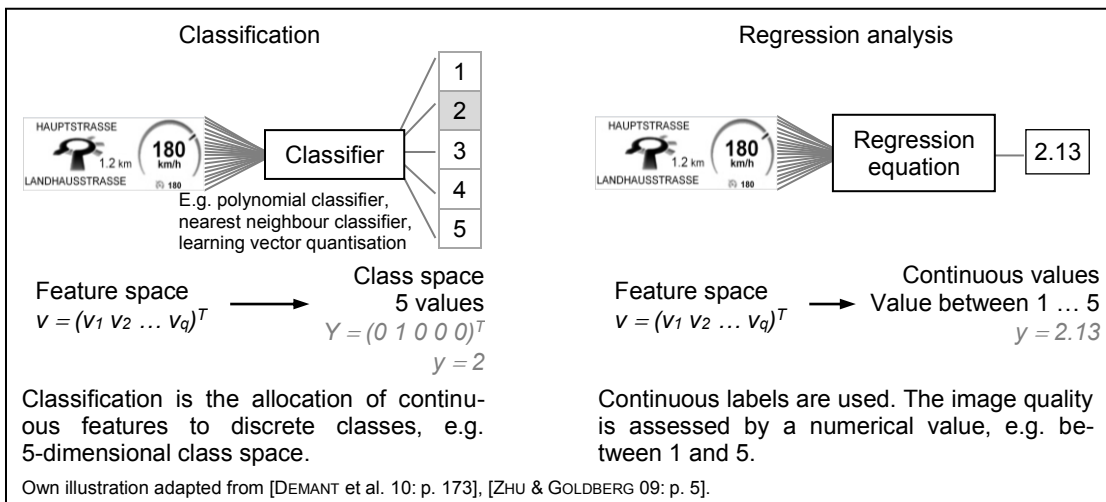 Classification
HAUPTSTRASSE
1.2 km
LANDHAUSSTRASSE
180
km/h
180
Classifier
1
2
3
4
5
E.g. polynomial classifier,
nearest neighbour classifier,
learning vector quantisation
Feature space
v = (v1 v2 … vq)T
Class space
5 values
Y = (0 1 0 0 0)T
y = 2
Classification is the allocation of continu-
ous features to discrete classes, e.g.
5-dimensional class space.
Regression analysis
HAUPTSTRASSE
1.2 km
LANDHAUSSTRASSE
180
km/h
180
Regression
equation
2.13
Feature space
v = (v1 v2 … vq)T
Continuous values
Value between 1 … 5
y = 2.13
Continuous labels are used. The image quality
is assessed by a numerical value, e.g. be-
tween 1 and 5.
Own illustration adapted from [DEMANT et al. 10: p. 173], [ZHU & GOLDBERG 09: p. 5].